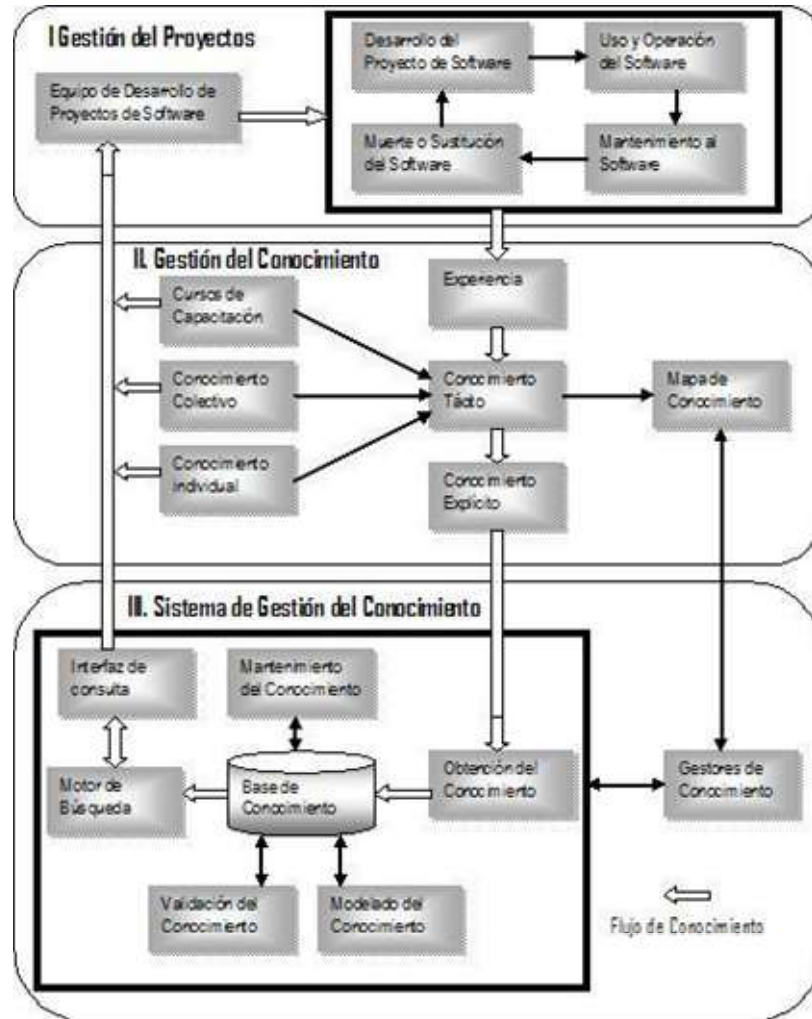 I Gestión del Proyectos
Desarrollo del
Proyecto de Software
Uso y Operación
del Software
Equipo de Desarrollo de
Proyectos de Software
Muerte o Sustitución
del Software
Mantenimiento al
Software
II. Gestión del Conocimiento
Cursos de
Capacitación
Experiencia
Conocimiento
Colectivo
Conocimiento
Tácito
Mapa de
Conocimiento
Conocimiento
individual
Conocimiento
Explícito
III. Sistema de Gestión del Conocimiento
Interfaz de
consulta
Mantenimiento
del Conocimiento
Motor de
Búsqueda
Base de
Conocimiento
Obtención del
Conocimiento
Gestores de
Conocimiento
Validación del
Conocimiento
Modelado del
Conocimiento
Flujo de Conocimiento